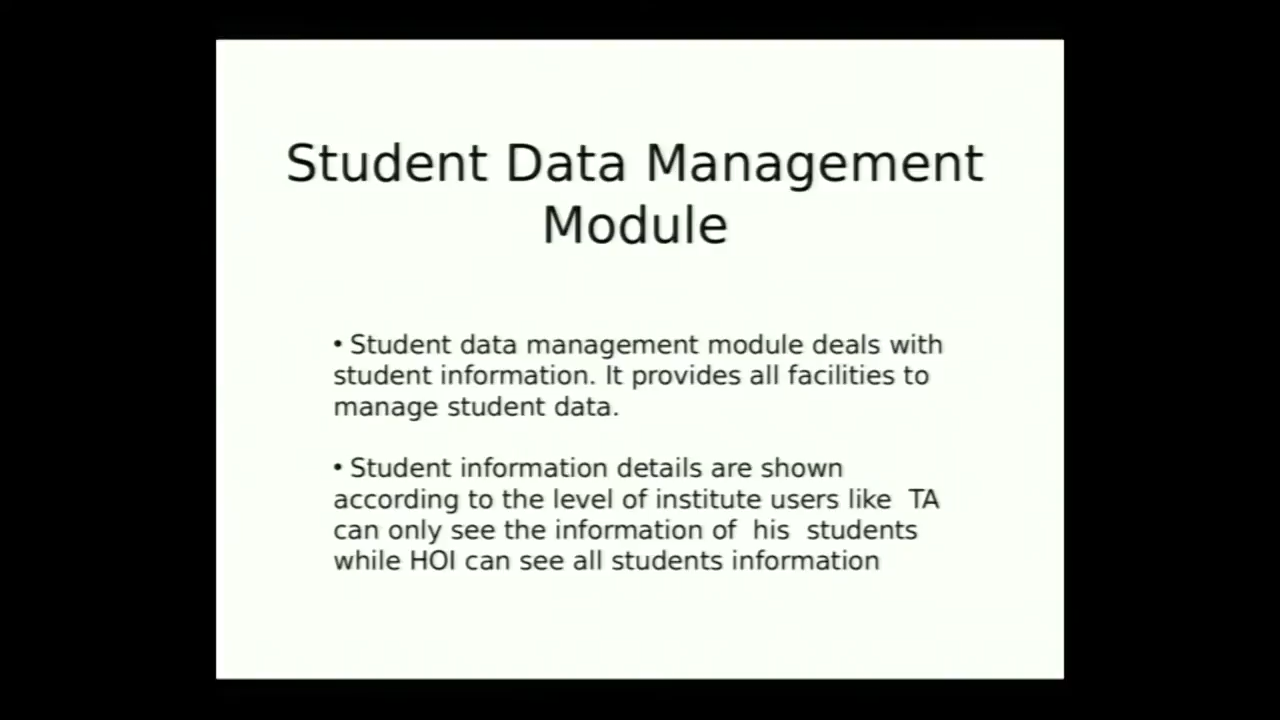 Student Data Management
Module
• Student data management module deals with
student information. It provides all facilities to
manage student data.
• Student information details are shown
according to the level of institute users like  TA
can only see the information of  his  students
while HOI can see all students information